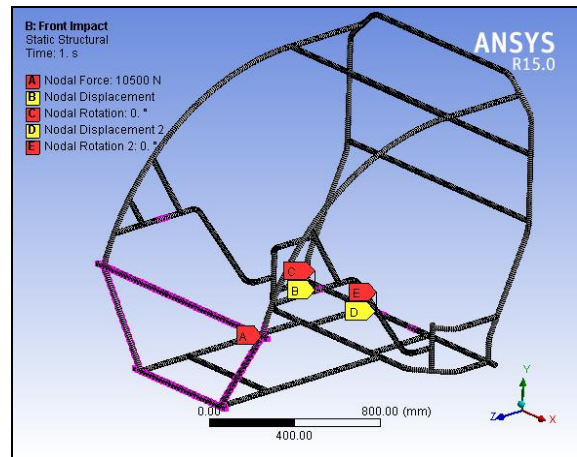 B: Front Impact
Static Structural
Time: 1. s
ANSYS
R15.0
A Nodal Force: 10500 N
B Nodal Displacement
C Nodal Rotation: 0. °
D Nodal Displacement 2
E Nodal Rotation 2: 0. °
C
B
E
D
A
0.00 800.00 (mm)
400.00
Y
Z X